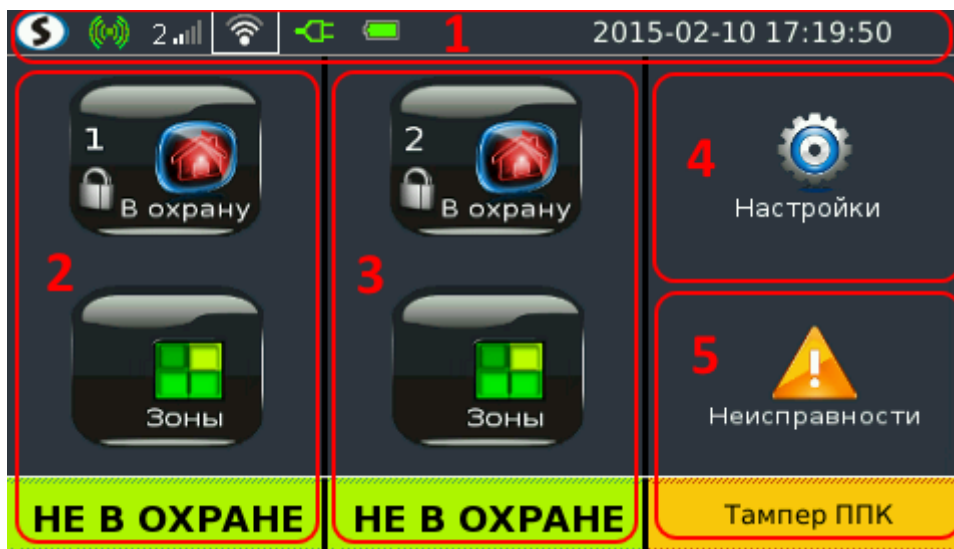 S 2 1 2015-02-10 17:19:50
1
В охрану
2
Зоны
НЕ В ОХРАНЕ
2
В охрану
3
Зоны
НЕ В ОХРАНЕ
4
Настройки
5
Неисправности
Тампер ППК